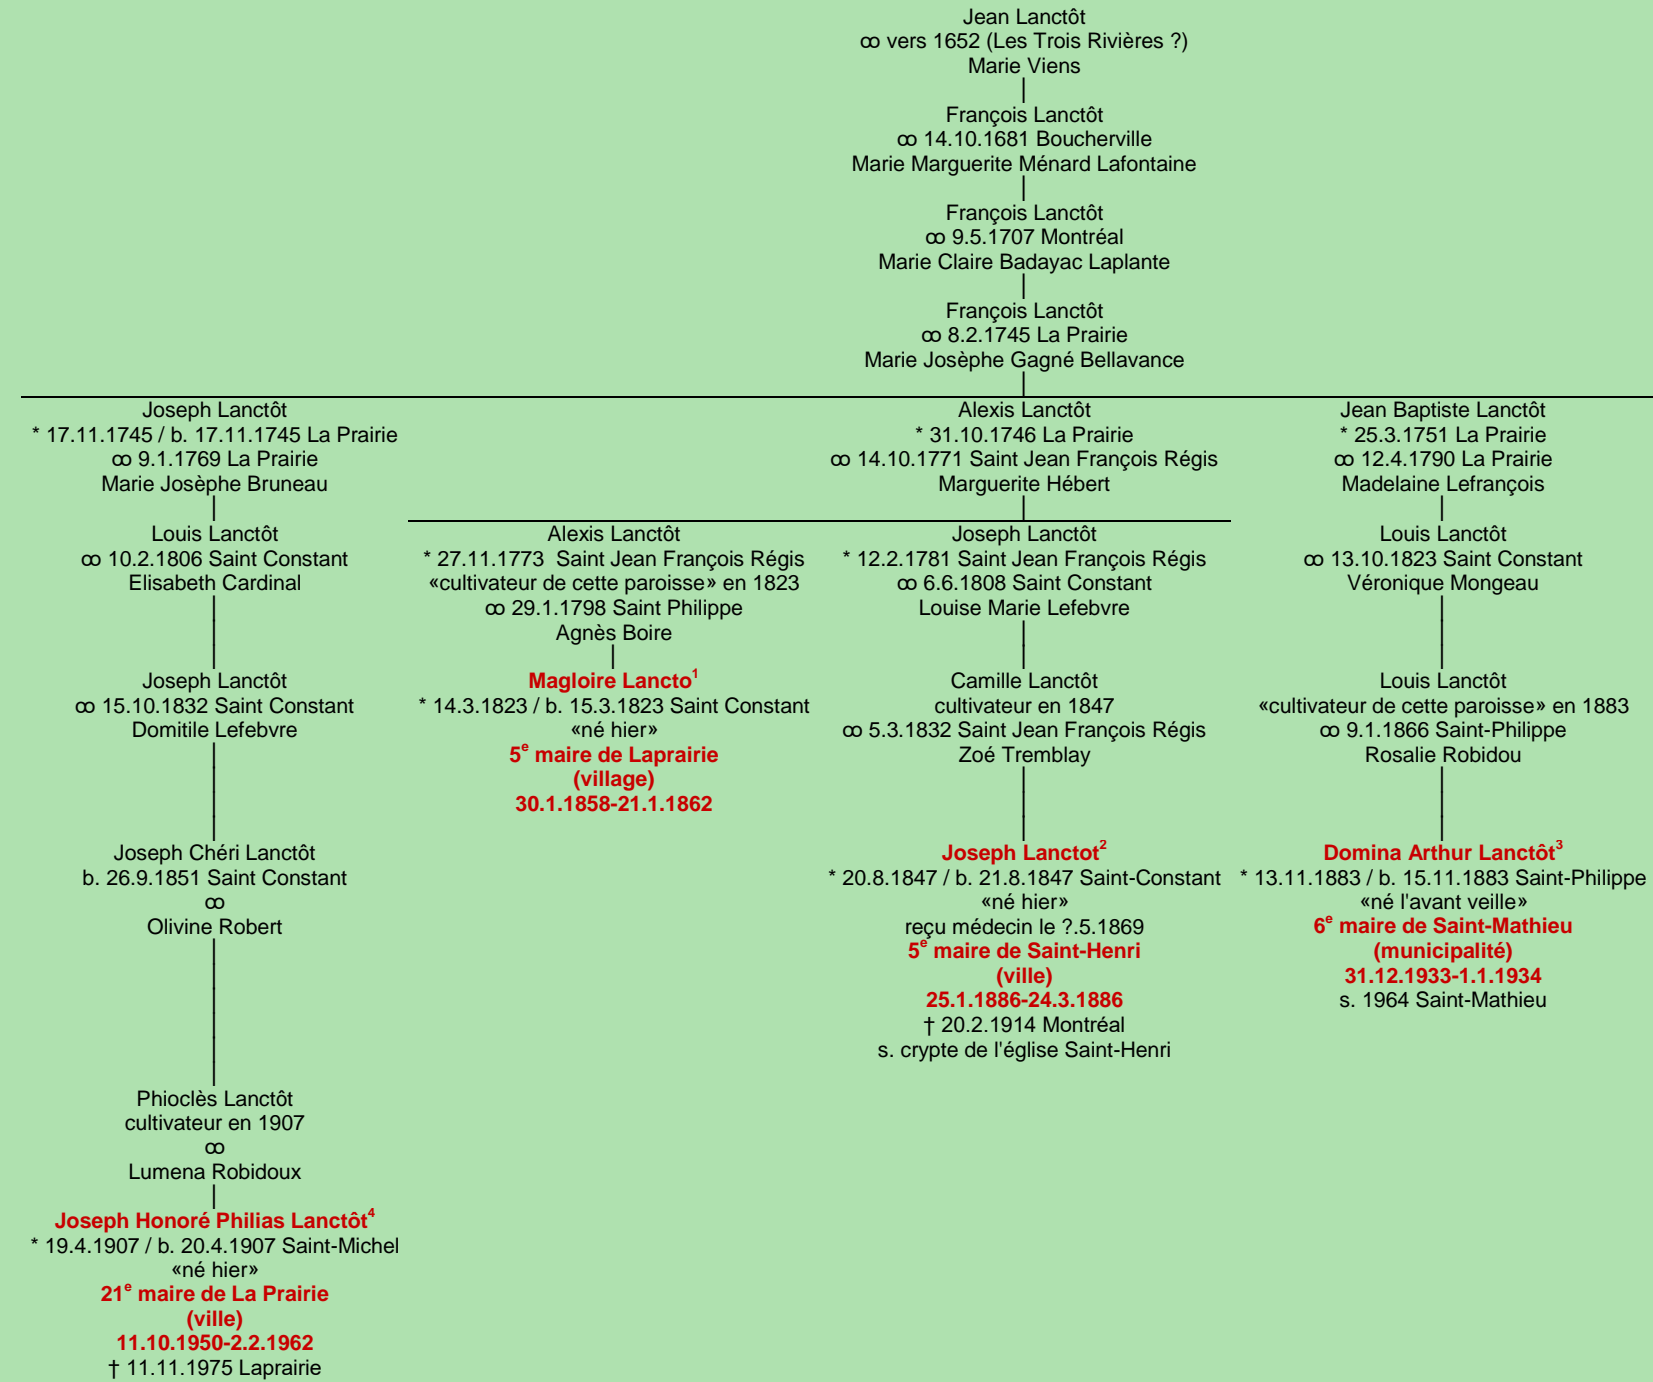 Jean Lanctôt
ꝏ vers 1652 (Les Trois Rivières ?)
Marie Viens
François Lanctôt
ꝏ 14.10.1681 Boucherville
Marie Marguerite Ménard Lafontaine
François Lanctôt
ꝏ 9.5.1707 Montréal
Marie Claire Badayac Laplante
François Lanctôt
ꝏ 8.2.1745 La Prairie
Marie Josèphe Gagné Bellavance
Joseph Lanctôt
* 17.11.1745 / b. 17.11.1745 La Prairie
ꝏ 9.1.1769 La Prairie
Marie Josèphe Bruneau
Louis Lanctôt
ꝏ 10.2.1806 Saint Constant
Elisabeth Cardinal
Joseph Lanctôt
ꝏ 15.10.1832 Saint Constant
Domitile Lefebvre
Joseph Chéri Lanctôt
b. 26.9.1851 Saint Constant
ꝏ
Olivine Robert
Phioclès Lanctôt
cultivateur en 1907
ꝏ
Lumena Robidoux
Joseph Honoré Philias Lanctôt⁴
* 19.4.1907 / b. 20.4.1907 Saint-Michel
«né hier»
21ᵉ maire de La Prairie
(ville)
11.10.1950-2.2.1962
† 11.11.1975 Laprairie
Alexis Lanctôt
* 31.10.1746 La Prairie
ꝏ 14.10.1771 Saint Jean François Régis
Marguerite Hébert
Alexis Lanctôt
* 27.11.1773 Saint Jean François Régis
«cultivateur de cette paroisse» en 1823
ꝏ 29.1.1798 Saint Philippe
Agnès Boire
Magloire Lancto¹
* 14.3.1823 / b. 15.3.1823 Saint Constant
«né hier»
5ᵉ maire de Laprairie
(village)
30.1.1858-21.1.1862
Joseph Lanctôt
* 12.2.1781 Saint Jean François Régis
ꝏ 6.6.1808 Saint Constant
Louise Marie Lefebvre
Camille Lanctôt
cultivateur en 1847
ꝏ 5.3.1832 Saint Jean François Régis
Zoé Tremblay
Joseph Lanctot²
* 20.8.1847 / b. 21.8.1847 Saint-Constant
«né hier»
reçu médecin le ?.5.1869
5ᵉ maire de Saint-Henri
(ville)
25.1.1886-24.3.1886
† 20.2.1914 Montréal
s. crypte de l'église Saint-Henri
Jean Baptiste Lanctôt
* 25.3.1751 La Prairie
ꝏ 12.4.1790 La Prairie
Madelaine Lefrançois
Louis Lanctôt
ꝏ 13.10.1823 Saint Constant
Véronique Mongeau
Louis Lanctôt
«cultivateur de cette paroisse» en 1883
ꝏ 9.1.1866 Saint-Philippe
Rosalie Robidou
Domina Arthur Lanctôt³
* 13.11.1883 / b. 15.11.1883 Saint-Philippe
«né l'avant veille»
6ᵉ maire de Saint-Mathieu
(municipalité)
31.12.1933-1.1.1934
s. 1964 Saint-Mathieu